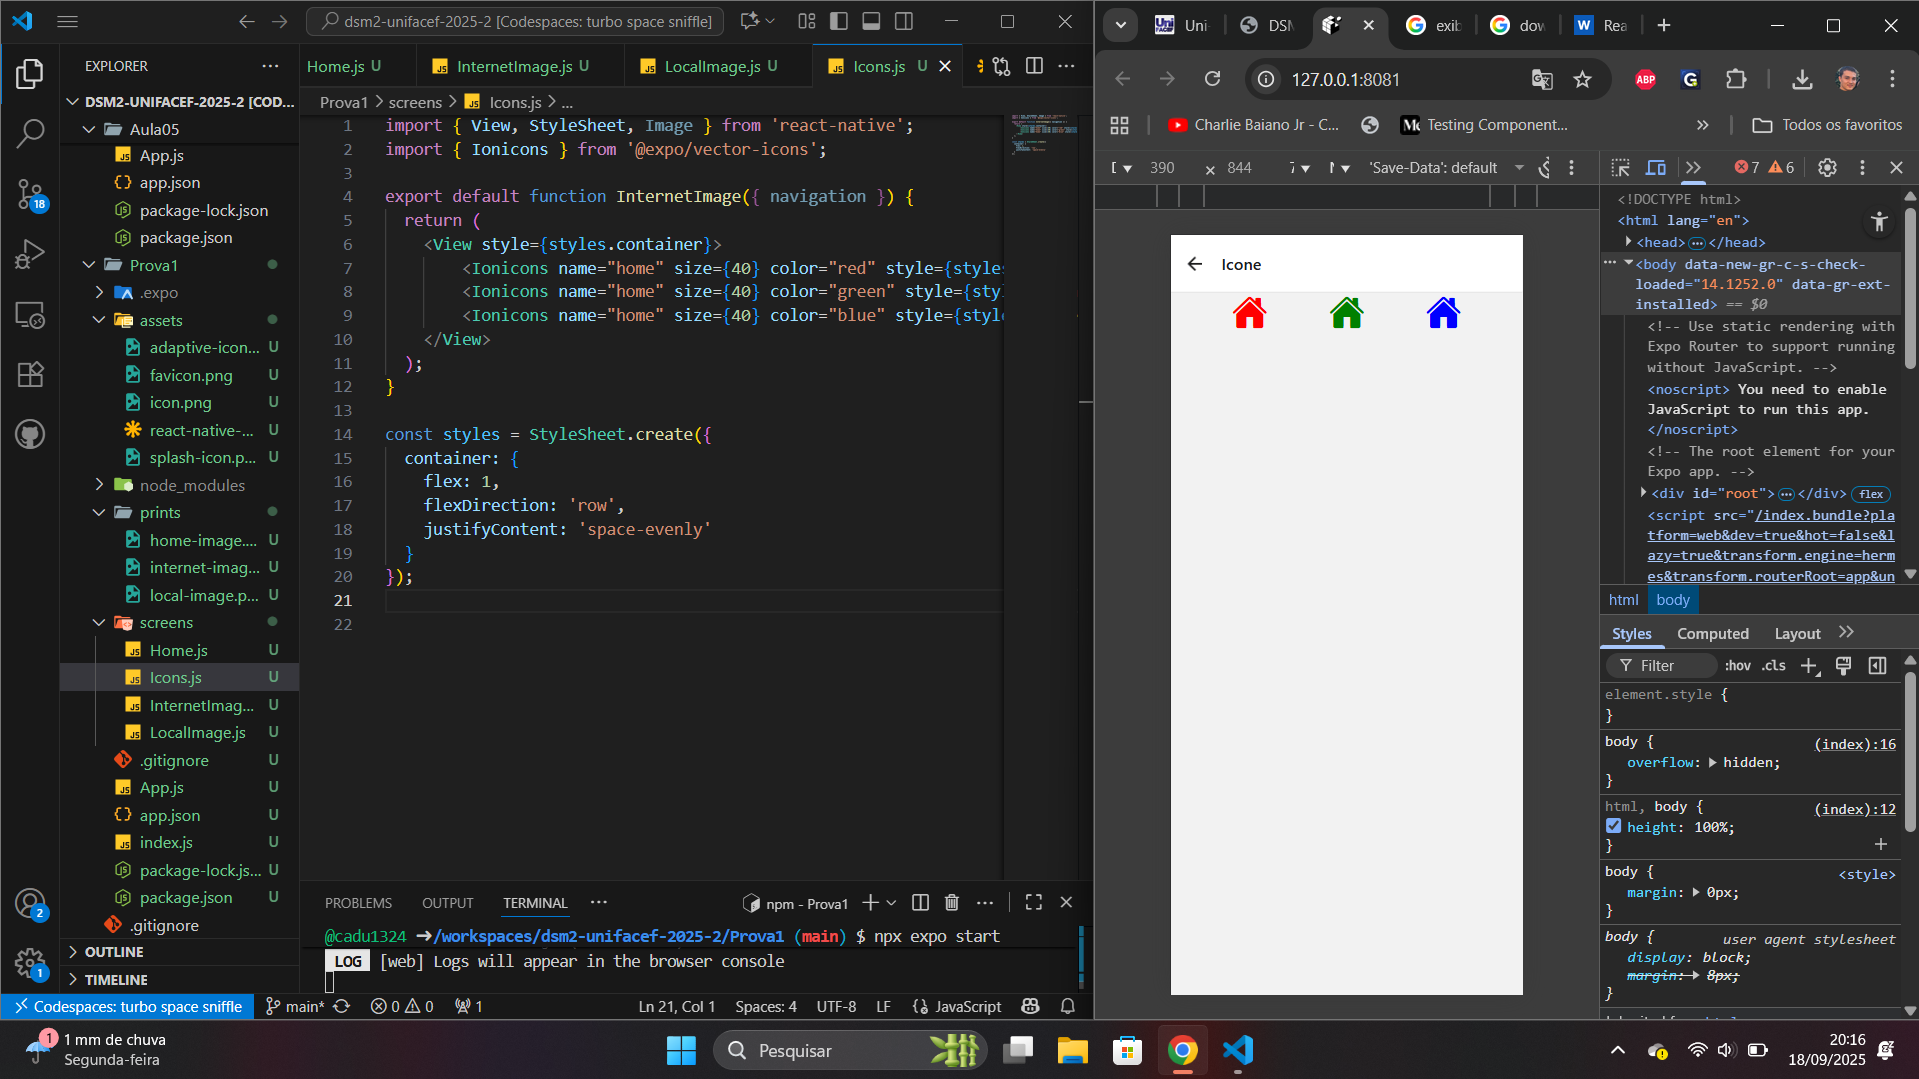 dsm2-unifacef-2025-2 [Codespaces: turbo space sniffle]
EXPLORER
DSM2-UNIFACEF-2025-2 [COD...
Aula05
App.js
app.json
package-lock.json
package.json
Prova1
.expo
assets
adaptive-icon... U
favicon.png U
icon.png U
react-native-... U
splash-icon.p... U
node_modules
prints
home-image.... U
internet-imag... U
local-image.p... U
screens
Home.js U
Icons.js U
InternetImag... U
LocalImage.js U
.gitignore U
App.js U
app.json U
index.js U
package-lock.js... U
package.json U
.gitignore
OUTLINE
TIMELINE
18
2
1
Home.js U
InternetImage.js U
LocalImage.js U
Icons.js U
Prova1 > screens > Icons.js > ...
1 import { View, StyleSheet, Image } from 'react-native';
2 import { Ionicons } from '@expo/vector-icons';
3
4 export default function InternetImage({ navigation }) {
5 return (
6 <View style={styles.container}>
7 <Ionicons name="home" size={40} color="red" style={styles
8 <Ionicons name="home" size={40} color="green" style={sty
9 <Ionicons name="home" size={40} color="blue" style={style
10 </View>
11 );
12 }
13
14 const styles = StyleSheet.create({
15 container: {
16 flex: 1,
17 flexDirection: 'row',
18 justifyContent: 'space-evenly'
19 }
20 });
21
22
PROBLEMS OUTPUT TERMINAL ... npm - Prova1
@cadu1324 ➜/workspaces/dsm2-unifacef-2025-2/Prova1 (main) $ npx expo start
LOG [web] Logs will appear in the browser console
Codespaces: turbo space sniffle main* 0 0 1 Ln 21, Col 1 Spaces: 4 UTF-8 LF {} JavaScript
Uni- DSM exib dow Rea
127.0.0.1:8081
ABP
Charlie Baiano Jr - C... Testing Component... Todos os favoritos
390 x 844 'Save-Data': default 7 6
Icone
<!DOCTYPE html>
<html lang="en">
<head> ... </head>
... <body data-new-gr-c-s-check-
loaded="14.1252.0" data-gr-ext-
installed> == $0
<!-- Use static rendering with
Expo Router to support running
without JavaScript. -->
<noscript> You need to enable
JavaScript to run this app.
</noscript>
<!-- The root element for your
Expo app. -->
<div id="root"> ... </div> flex
<script src="/index.bundle?pla
tform=web&dev=true&hot=false&l
azy=true&transform.engine=herm
es&transform.routerRoot=app&un
html body
Styles Computed Layout
Filter :hov .cls
element.style {
}
body { (index):16
overflow: hidden;
}
html, body { (index):12
height: 100%;
}
body { <style>
margin: 0px;
}
body { user agent stylesheet
display: block;
margin: 8px;
}
1
1 mm de chuva
Segunda-feira
Pesquisar
20:16
18/09/2025